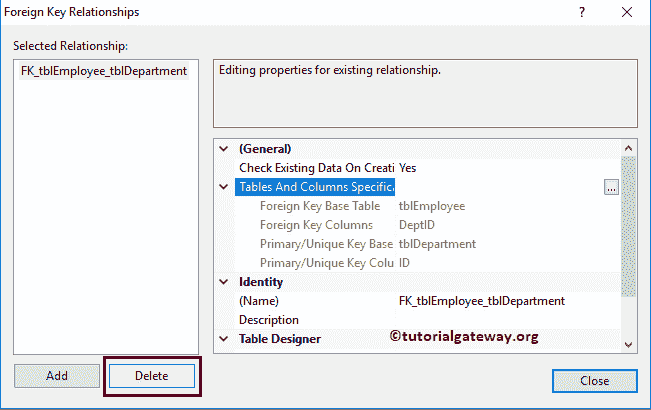 Foreign Key Relationships ?
Selected Relationship:
FK_tblEmployee_tblDepartment
Editing properties for existing relationship.
(General)
Check Existing Data On Creati Yes
Tables And Columns Specific ...
Foreign Key Base Table tblEmployee
Foreign Key Columns DeptID
Primary/Unique Key Base tblDepartment
Primary/Unique Key Colu ID
Identity
(Name) FK_tblEmployee_tblDepartment
Description
Table Designer
©tutorialgateway.org
Add Delete
Close